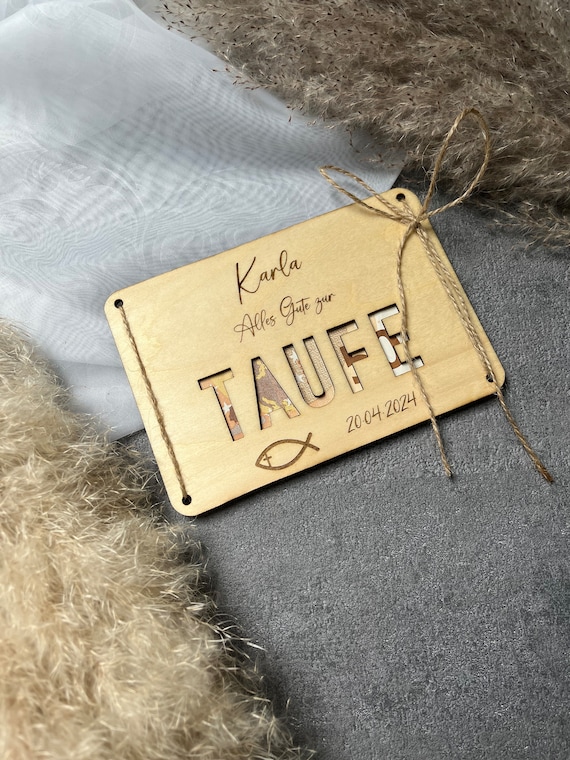 Karla
Alles Gute zur
TAUFE
20.04.2024